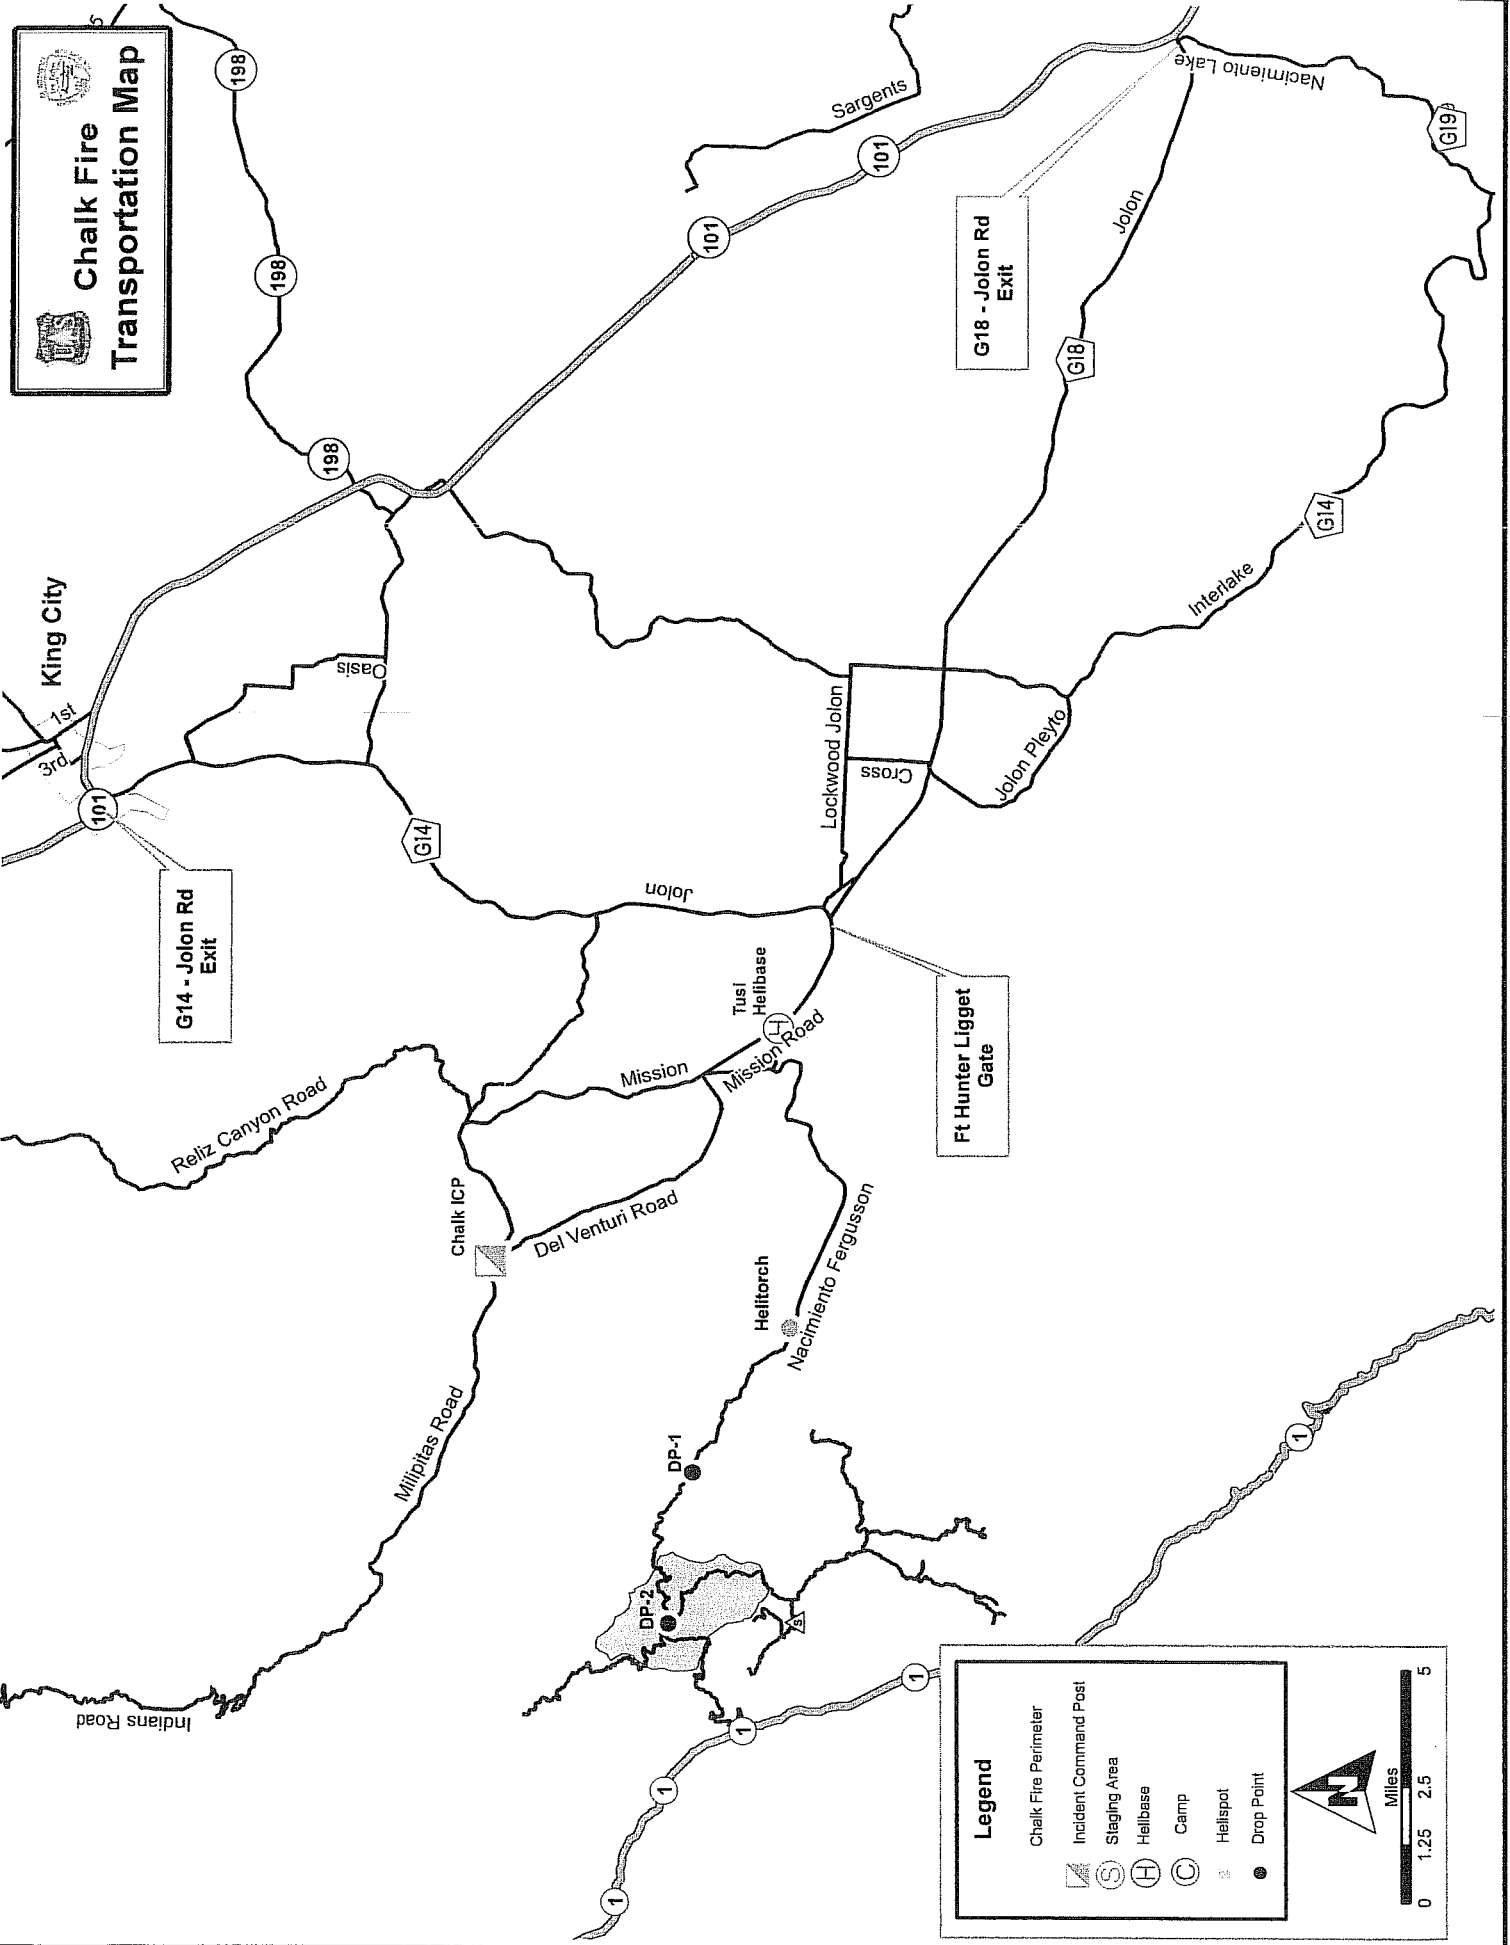 Chalk Fire
Transportation Map
U.S
198
198
198
King City
1st
3rd
101
101
101
Sargents
Nacimiento Lake
G19
G18 - Jolon Rd
Exit
Jolon
G18
G14
Interlake
Oasis
Lockwood Jolon
Cross
Jolon Pleyto
G14
G14 - Jolon Rd
Exit
Jolon
Tusi
Helibase
H
Mission Road
Mission
Ft Hunter Ligget
Gate
Reliz Canyon Road
Chalk ICP
Del Venturi Road
Milipitas Road
Indians Road
Helitorch
Nacimiento Fergusson
DP-1
DP-2
S
1
1
1
1
1
Legend
Chalk Fire Perimeter
Incident Command Post
S Staging Area
H Helibase
C Camp
Helispot
Drop Point
N
Miles
0 1.25 2.5 5